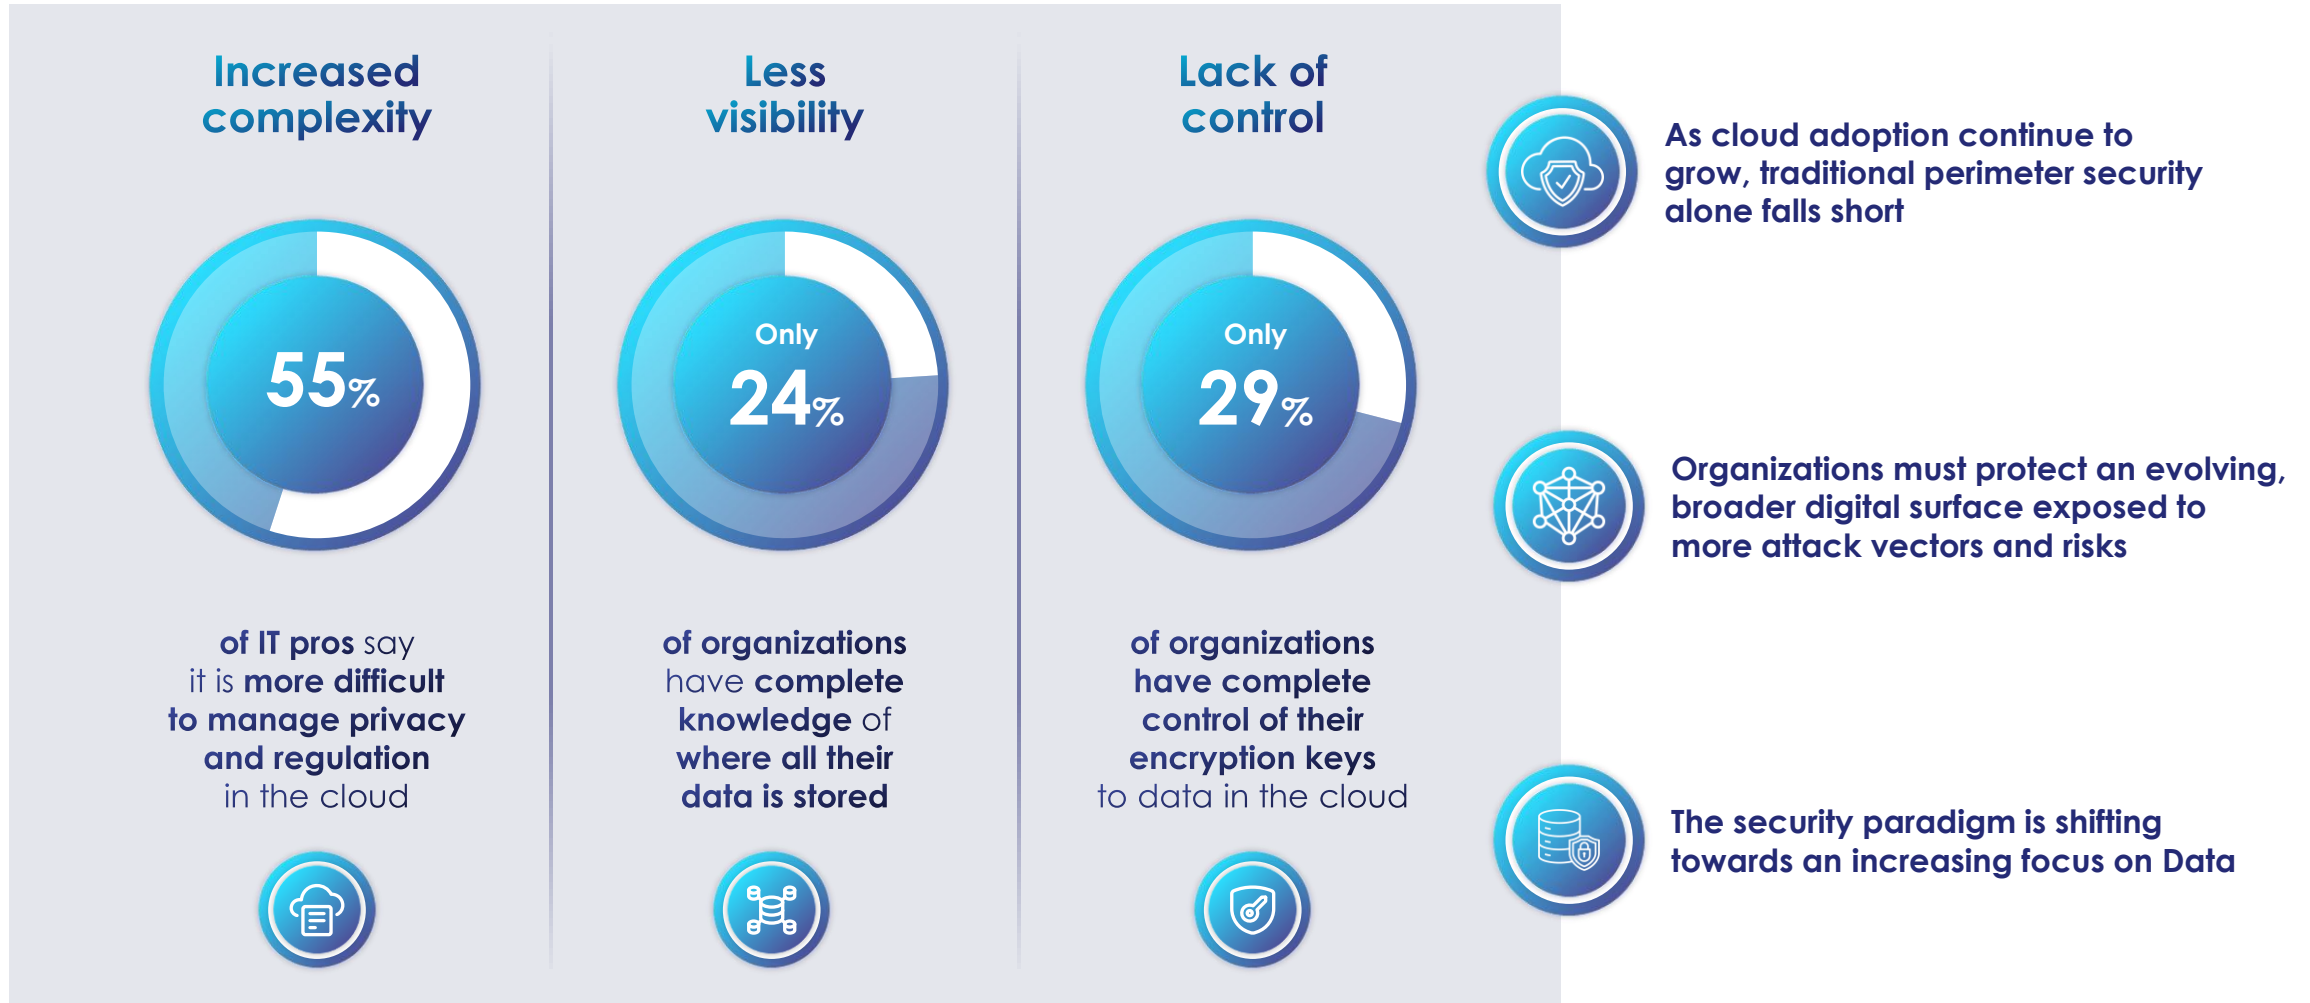 Increased
complexity
55%
of IT pros say
it is more difficult
to manage privacy
and regulation
in the cloud
Less
visibility
Only
24%
of organizations
have complete
knowledge of
where all their
data is stored
Lack of
control
Only
29%
of organizations
have complete
control of their
encryption keys
to data in the cloud
As cloud adoption continue to
grow, traditional perimeter security
alone falls short
Organizations must protect an evolving,
broader digital surface exposed to
more attack vectors and risks
The security paradigm is shifting
towards an increasing focus on Data